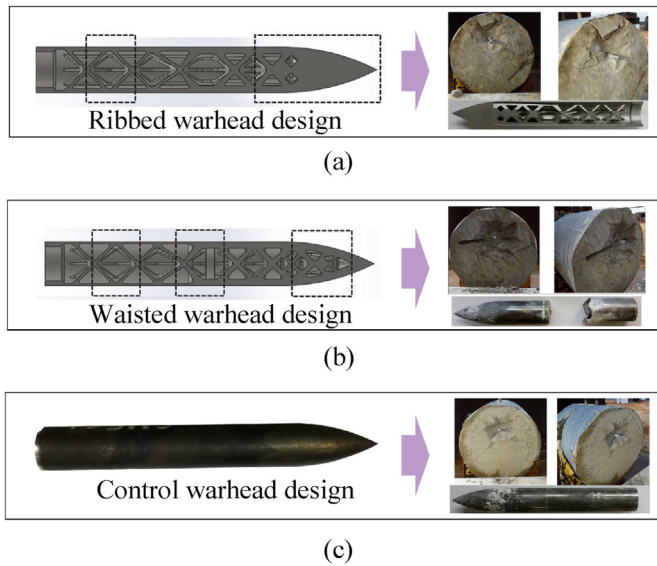 Ribbed warhead design
(a)
Waisted warhead design
(b)
Control warhead design
(c)